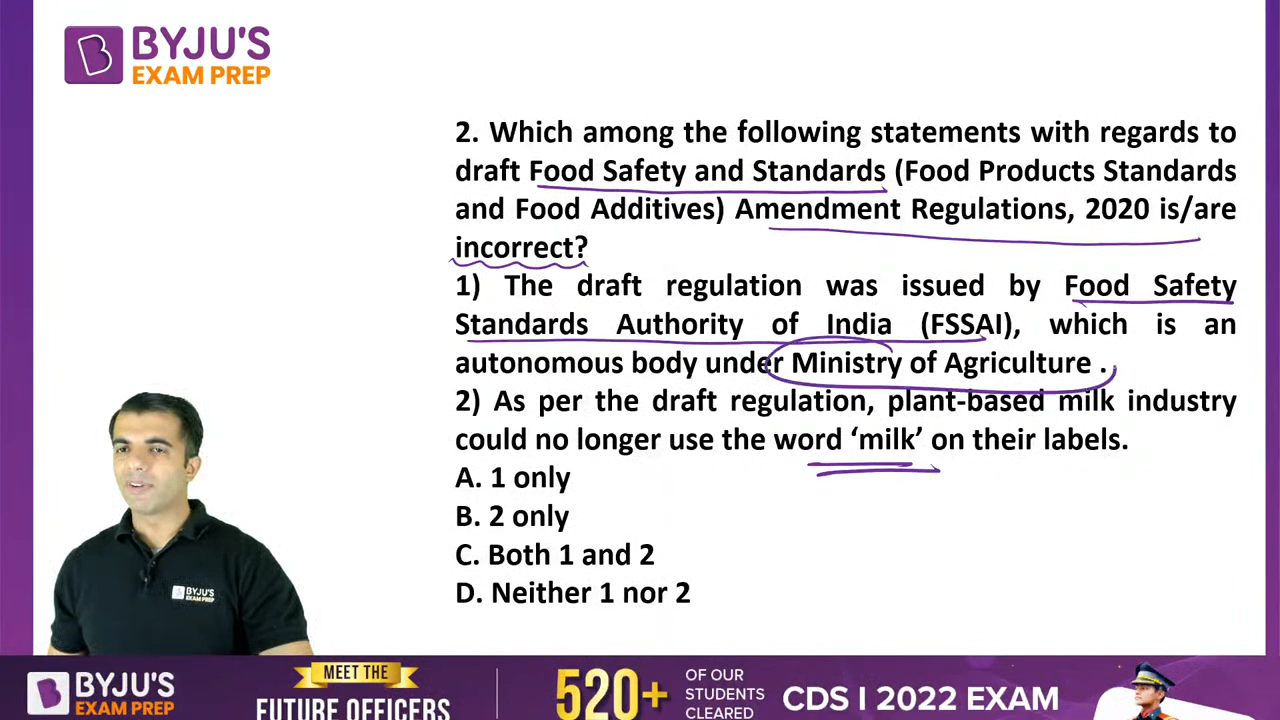 BYJU'S
EXAM PREP
2. Which among the following statements with regards to
draft Food Safety and Standards (Food Products Standards
and Food Additives) Amendment Regulations, 2020 is/are
incorrect?
1) The draft regulation was issued by Food Safety
Standards Authority of India (FSSAI), which is an
autonomous body under Ministry of Agriculture .
2) As per the draft regulation, plant-based milk industry
could no longer use the word ‘milk’ on their labels.
A. 1 only
B. 2 only
C. Both 1 and 2
D. Neither 1 nor 2
BYJU'S
EXAM PREP
BYJU'S
EXAM PREP
MEET THE
FUTURE OFFICERS
520+
OF OUR
STUDENTS
CLEARED
CDS I 2022 EXAM